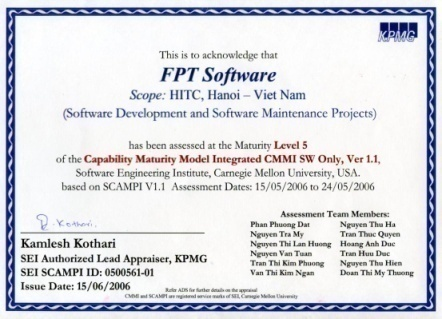 KPMG
This is to acknowledge that
FPT Software
Scope: HITC, Hanoi – Viet Nam
(Software Development and Software Maintenance Projects)
has been assessed at the Maturity Level 5
of the Capability Maturity Model Integrated CMMI SW Only, Ver 1.1,
Software Engineering Institute, Carnegie Mellon University, USA.
based on SCAMPI V1.1 Assessment Dates: 15/05/2006 to 24/05/2006
Assessment Team Members:
Phan Phuong Dat Nguyen Thu Ha
Nguyen Tra My Tran Thuc Quyen
Nguyen Thi Lan Huong Hoang Anh Duc
Nguyen Van Tuan Tran Huu Duc
Tran Thi Kim Phuong Nguyen Thu Hien
Van Thi Kim Ngan Doan Thi My Thuong
R. Kothari.
Kamlesh Kothari
SEI Authorized Lead Appraiser, KPMG
SEI SCAMPI ID: 0500561-01
Issue Date: 15/06/2006
Refer ADS for further details on the appraisal
CMMI and SCAMPI are registered service marks of SEI, Carnegie Mellon University